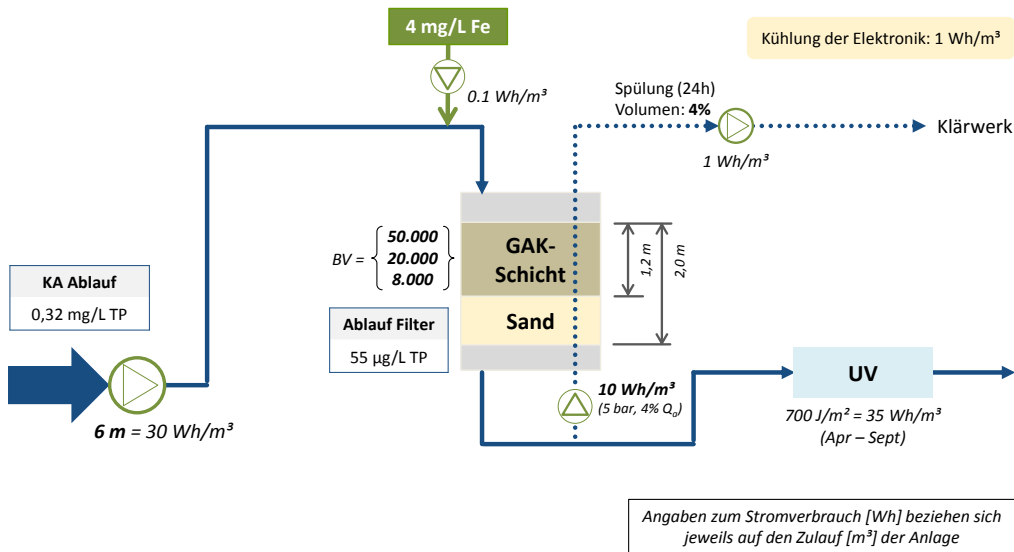 4 mg/L Fe
0.1 Wh/m³
Kühlung der Elektronik: 1 Wh/m³
Spülung (24h)
Volumen: 4%
1 Wh/m³
Klärwerk
BV =
50.000
20.000
8.000
GAK-
Schicht
Sand
1,2 m
2,0 m
KA Ablauf
0,32 mg/L TP
Ablauf Filter
55 µg/L TP
6 m = 30 Wh/m³
10 Wh/m³
(5 bar, 4% Qₐ)
UV
700 J/m² = 35 Wh/m³
(Apr – Sept)
Angaben zum Stromverbrauch [Wh] beziehen sich
jeweils auf den Zulauf [m³] der Anlage